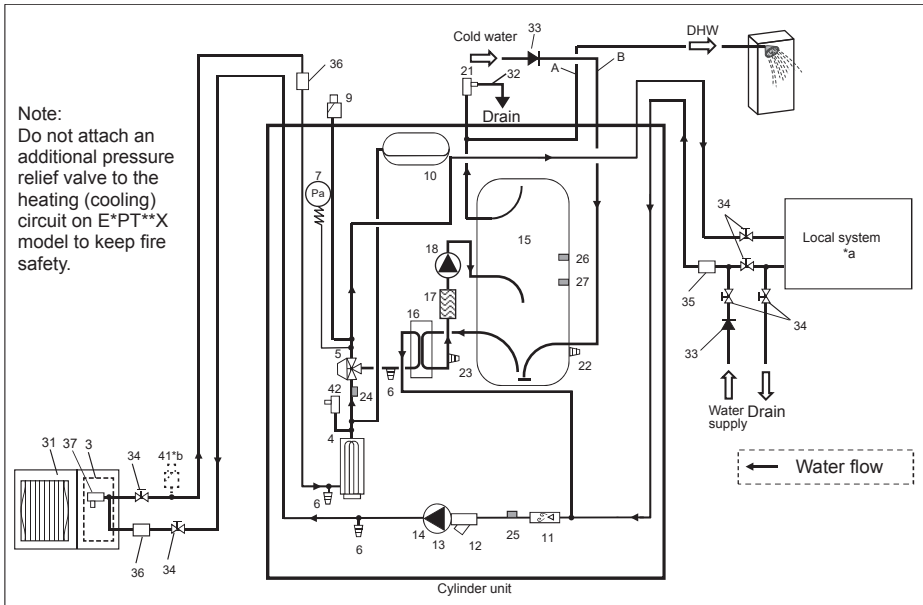 Cold water
33
DHW
A
B
36
21
32
Drain
9
Note:
Do not attach an
additional pressure
relief valve to the
heating (cooling)
circuit on E*PT**X
model to keep fire
safety.
7
Pa
10
15
18
26
27
17
16
5
6
24
23
22
42
4
34
Local system
*a
35
33
34
Water
supply
Drain
Water flow
31
37
3
34
41*b
36
34
6
6
14
13
12
25
11
Cylinder unit